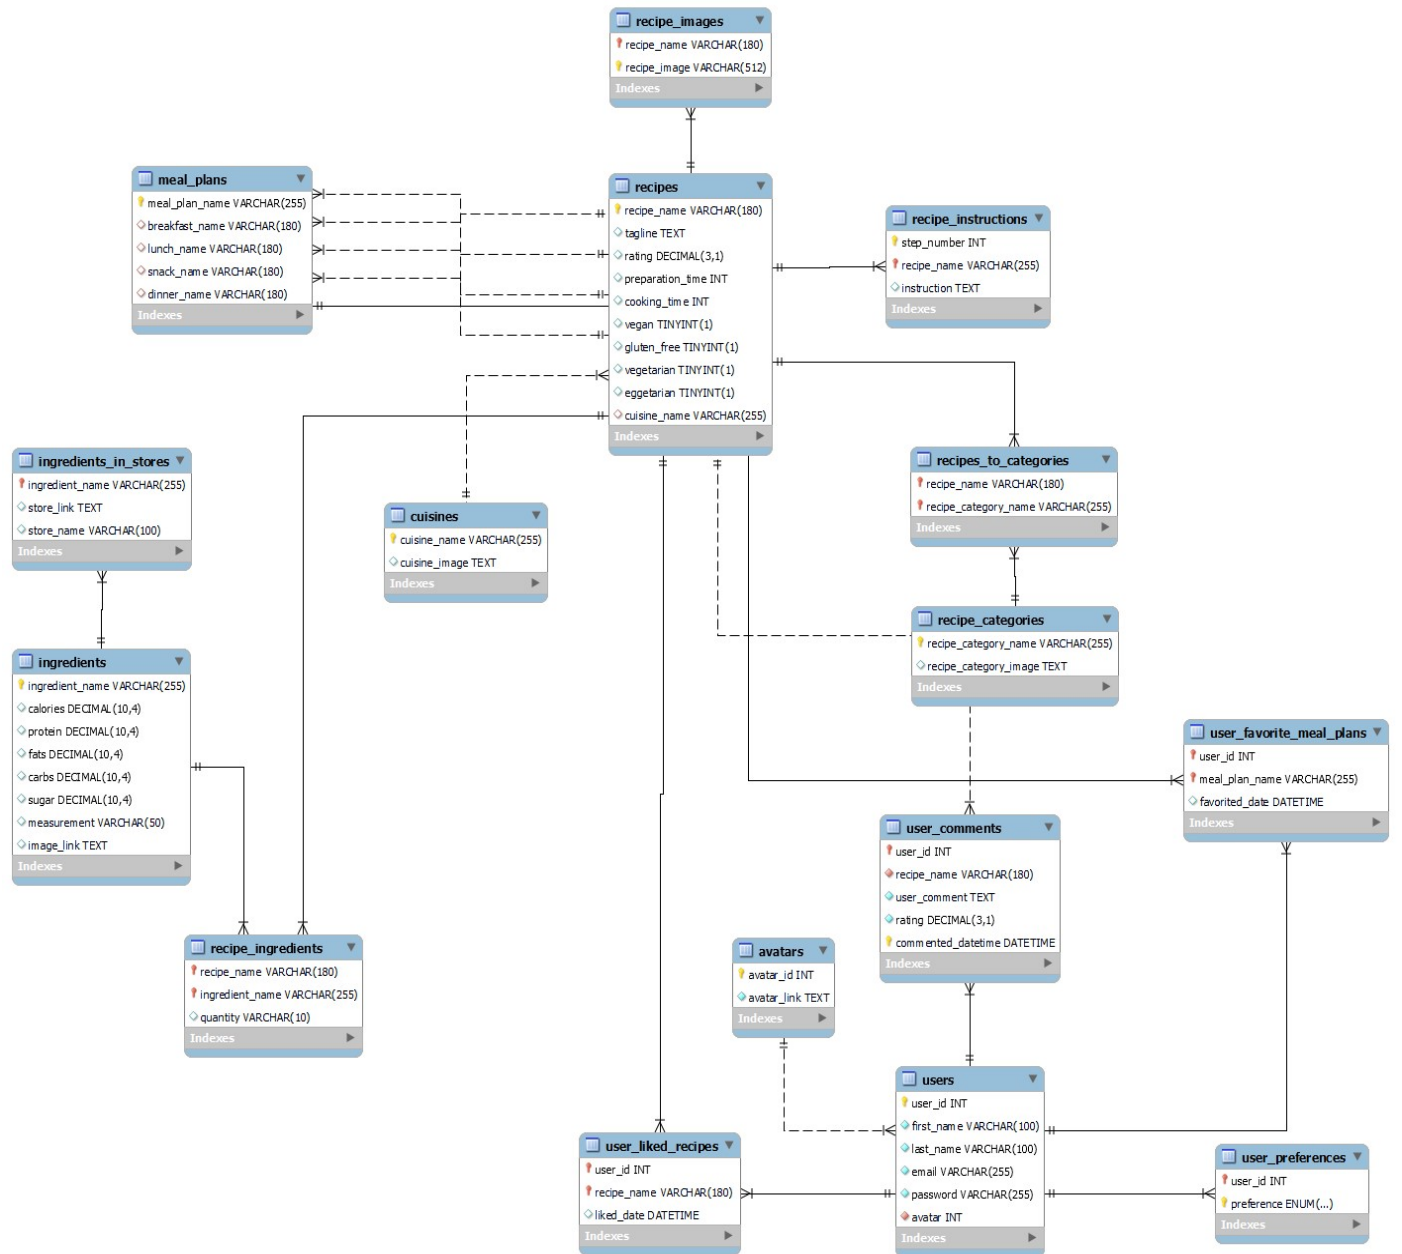 recipe_images
recipe_name VARCHAR(180)
recipe_image VARCHAR(512)
Indexes
meal_plans
meal_plan_name VARCHAR(255)
breakfast_name VARCHAR(180)
lunch_name VARCHAR(180)
snack_name VARCHAR(180)
dinner_name VARCHAR(180)
Indexes
recipes
recipe_name VARCHAR(180)
tagline TEXT
rating DECIMAL(3,1)
preparation_time INT
cooking_time INT
vegan TINYINT(1)
gluten_free TINYINT(1)
vegetarian TINYINT(1)
eggetarian TINYINT(1)
cuisine_name VARCHAR(255)
Indexes
recipe_instructions
step_number INT
recipe_name VARCHAR(255)
instruction TEXT
Indexes
ingredients_in_stores
ingredient_name VARCHAR(255)
store_link TEXT
store_name VARCHAR(100)
Indexes
cuisines
cuisine_name VARCHAR(255)
cuisine_image TEXT
Indexes
recipes_to_categories
recipe_name VARCHAR(180)
recipe_category_name VARCHAR(255)
Indexes
recipe_categories
recipe_category_name VARCHAR(255)
recipe_category_image TEXT
Indexes
ingredients
ingredient_name VARCHAR(255)
calories DECIMAL(10,4)
protein DECIMAL(10,4)
fats DECIMAL(10,4)
carbs DECIMAL(10,4)
sugar DECIMAL(10,4)
measurement VARCHAR(50)
image_link TEXT
Indexes
user_favorite_meal_plans
user_id INT
meal_plan_name VARCHAR(255)
favorited_date DATETIME
Indexes
user_comments
user_id INT
recipe_name VARCHAR(180)
user_comment TEXT
rating DECIMAL(3,1)
commented_datetime DATETIME
Indexes
recipe_ingredients
recipe_name VARCHAR(180)
ingredient_name VARCHAR(255)
quantity VARCHAR(10)
Indexes
avatars
avatar_id INT
avatar_link TEXT
Indexes
users
user_id INT
first_name VARCHAR(100)
last_name VARCHAR(100)
email VARCHAR(255)
password VARCHAR(255)
avatar INT
Indexes
user_liked_recipes
user_id INT
recipe_name VARCHAR(180)
liked_date DATETIME
Indexes
user_preferences
user_id INT
preference ENUM(...)
Indexes